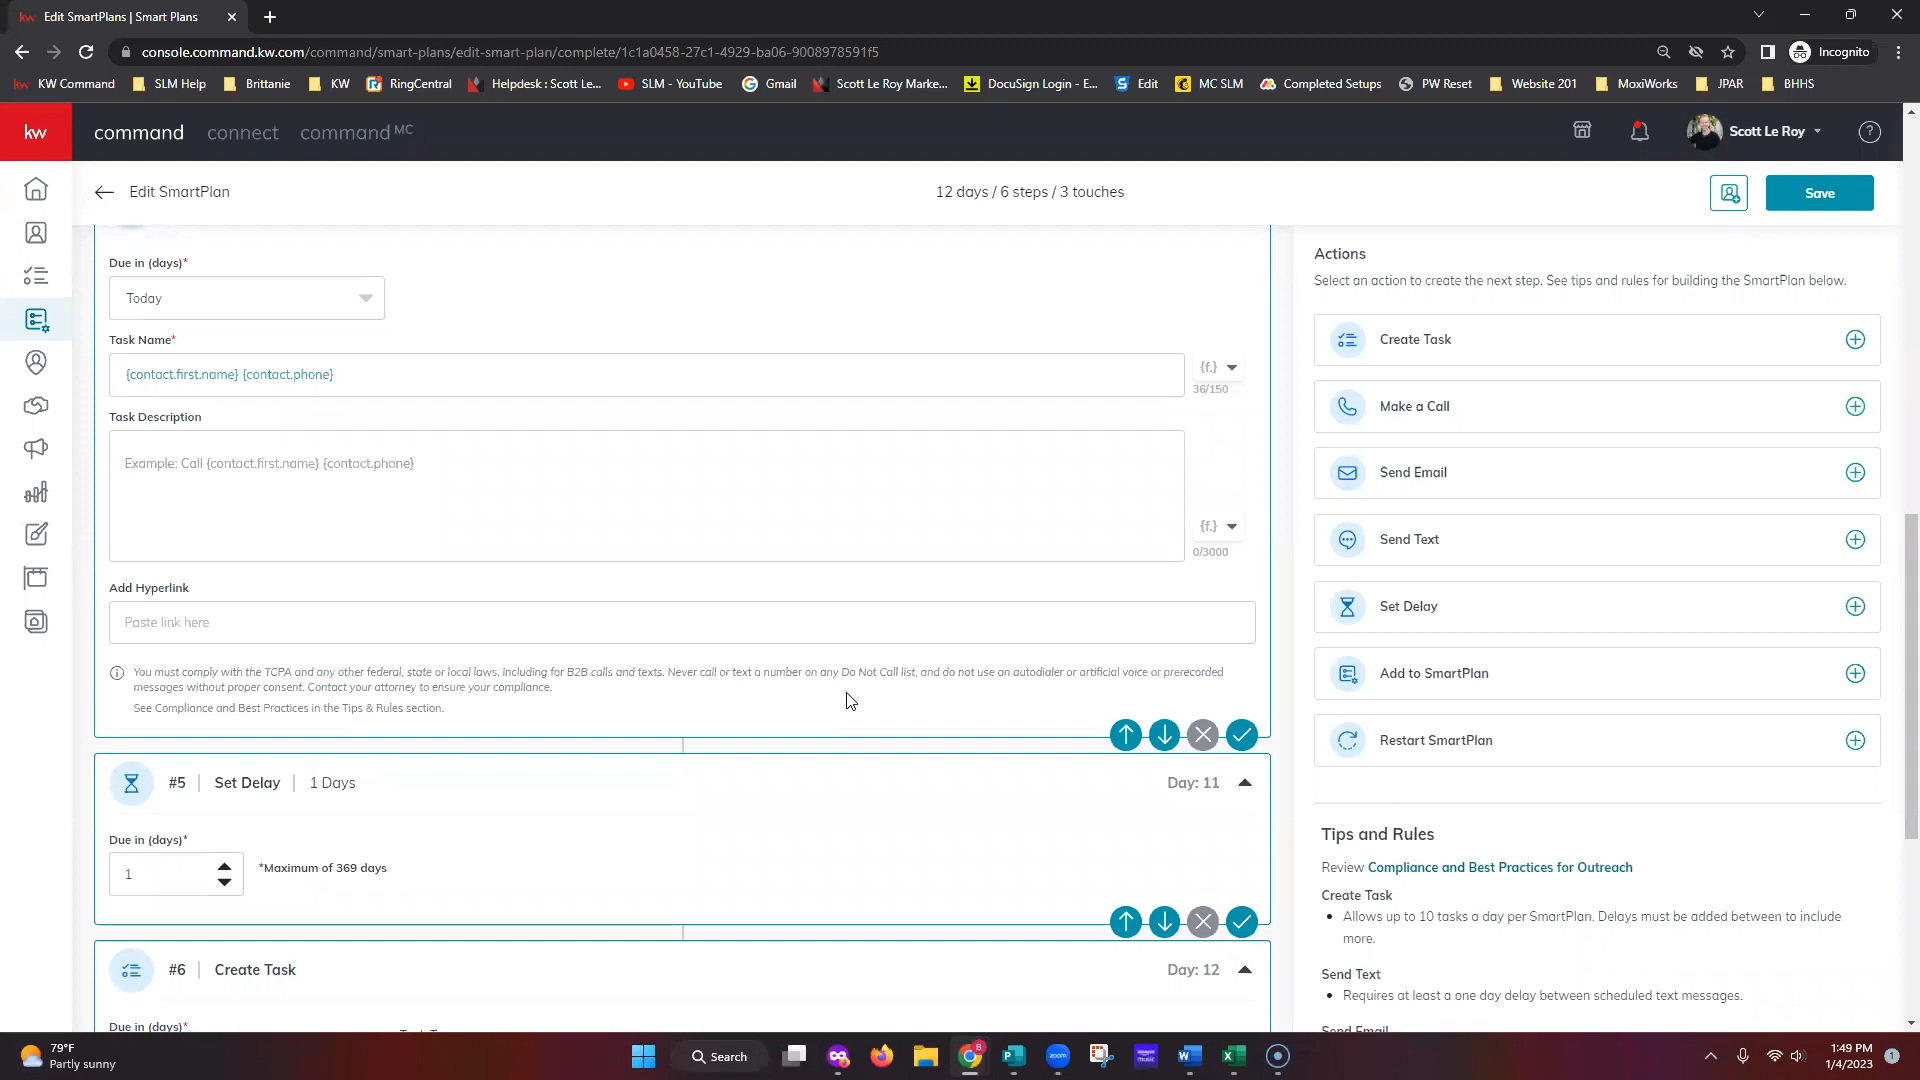 Edit SmartPlans | Smart Plans
console.command.kw.com/command/smart-plans/edit-smart-plan/complete/1c1a0458-27c1-4929-ba06-9008978591f5
Incognito
KW Command
SLM Help
Brittanie
KW
RingCentral
Helpdesk : Scott Le...
SLM - YouTube
Gmail
Scott Le Roy Marke...
DocuSign Login - E...
Edit
MC SLM
Completed Setups
PW Reset
Website 201
MoxiWorks
JPAR
BHHS
kw
command
connect
command MC
Scott Le Roy
Edit SmartPlan
12 days / 6 steps / 3 touches
Save
Due in (days)*
Today
Task Name*
{contact.first.name} {contact.phone}
{f.}
36/150
Task Description
Example: Call {contact.first.name} {contact.phone}
{f.}
0/3000
Add Hyperlink
Paste link here
You must comply with the TCPA and any other federal, state or local laws, including for B2B calls and texts. Never call or text a number on any Do Not Call list, and do not use an autodialer or artificial voice or prerecorded
messages without proper consent. Contact your attorney to ensure your compliance.
See Compliance and Best Practices in the Tips & Rules section.
#5 | Set Delay | 1 Days
Day: 11
Due in (days)*
1
*Maximum of 369 days
#6 | Create Task
Day: 12
Due in (days)*
Actions
Select an action to create the next step. See tips and rules for building the SmartPlan below.
Create Task
Make a Call
Send Email
Send Text
Set Delay
Add to SmartPlan
Restart SmartPlan
Tips and Rules
Review Compliance and Best Practices for Outreach
Create Task
• Allows up to 10 tasks a day per SmartPlan. Delays must be added between to include
more.
Send Text
• Requires at least a one day delay between scheduled text messages.
Send Email
79°F
Partly sunny
Search
8
zoom
1:49 PM
1/4/2023
1